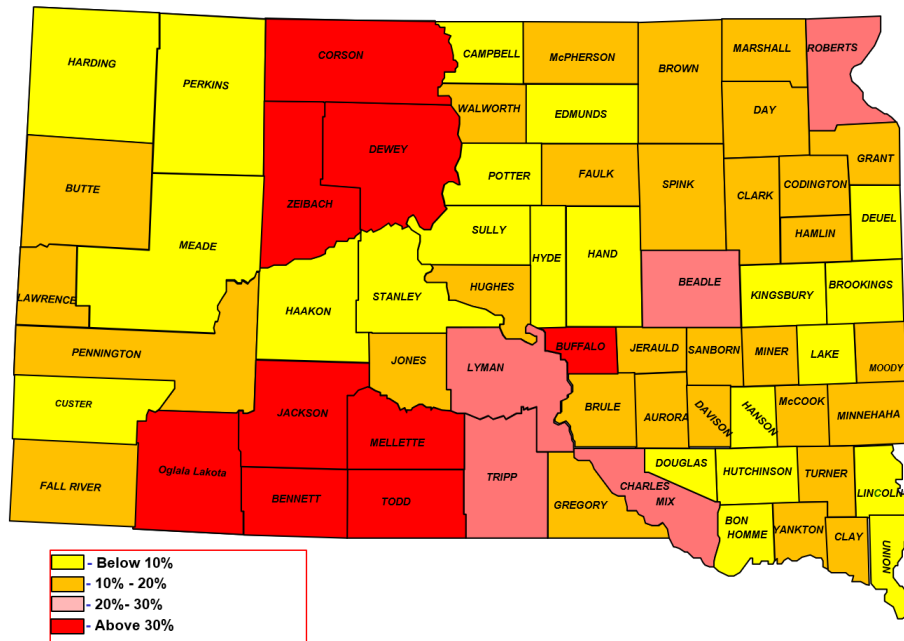 CORSON
CAMPBELL
McPHERSON
BROWN
MARSHALL
ROBERTS
HARDING
PERKINS
WALWORTH
EDMUNDS
DAY
DEWEY
BUTTE
ZEIBACH
POTTER
FAULK
SPINK
CLARK
CODINGTON
GRANT
MEADE
SULLY
HYDE
HAND
HAMLIN
DEUEL
LAWRENCE
HAAKON
STANLEY
HUGHES
BEADLE
KINGSBURY
BROOKINGS
PENNINGTON
JONES
LYMAN
BUFFALO
JERAULD
SANBORN
MINER
LAKE
MOODY
CUSTER
JACKSON
MELLETTE
BRULE
AURORA
DAVISON
HANSON
McCOOK
MINNEHAHA
FALL RIVER
Oglala Lakota
BENNETT
TODD
TRIPP
GREGORY
CHARLES
MIX
DOUGLAS
HUTCHINSON
TURNER
LINCOLN
BON
HOMME
YANKTON
CLAY
UNION
- Below 10%
- 10% - 20%
- 20%- 30%
- Above 30%